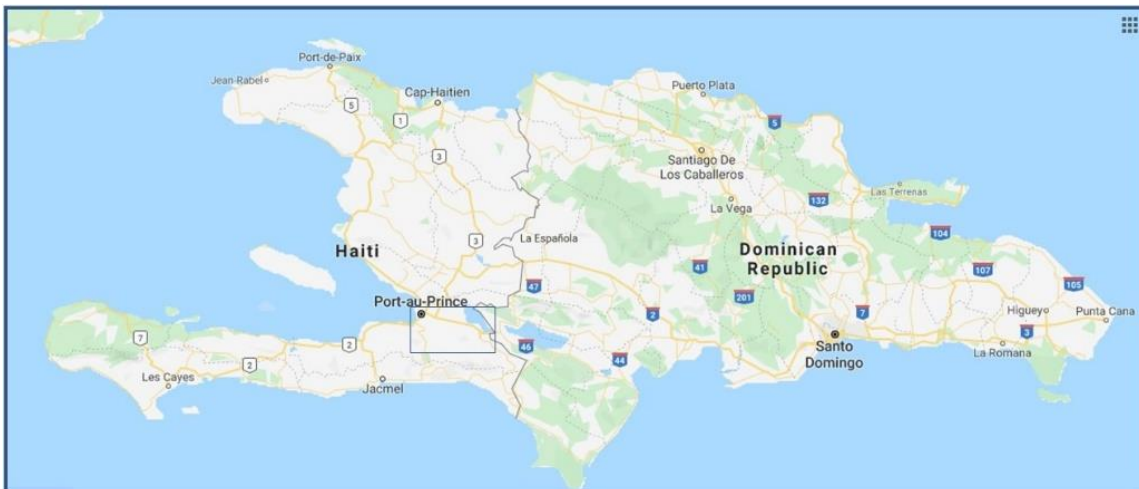 Port-de-Paix
Jean-Rabel
Cap-Haitien
5
1
3
Puerto Plata
5
Santiago De
Los Caballeros
Las Terrenas
La Vega
132
104
Haiti
3
La Española
Dominican
Republic
41
107
105
47
201
Port-au-Prince
2
7
Higuey
Punta Cana
7
2
46
44
Santo
Domingo
3
La Romana
2
Les Cayes
Jacmel